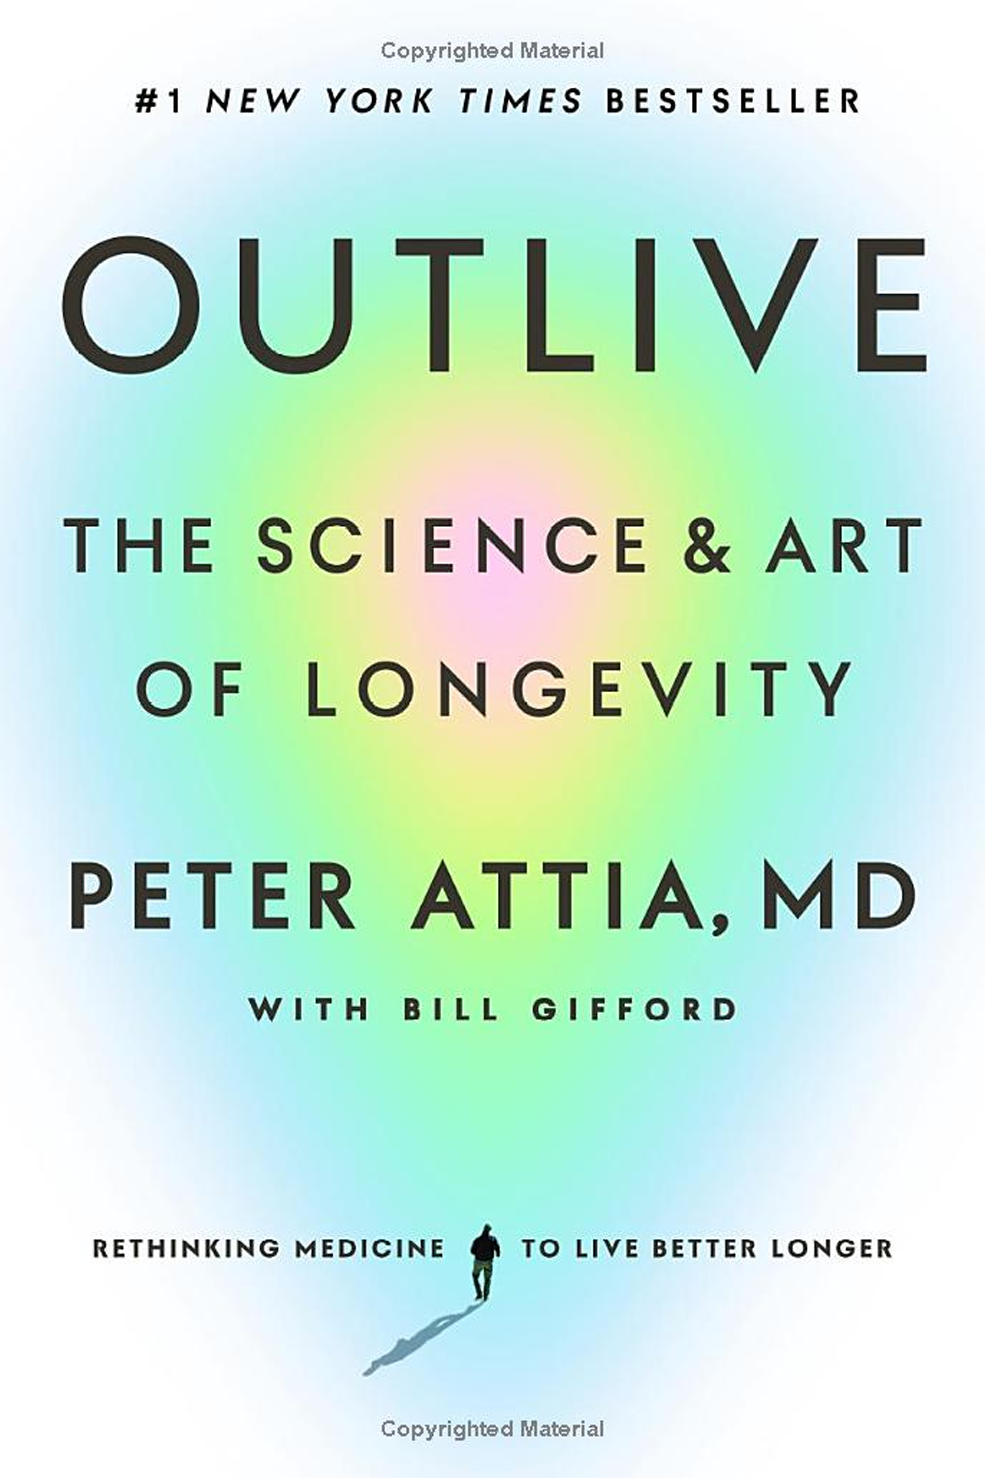 Copyrighted Material
#1 NEW YORK TIMES BESTSELLER
OUTLIVE
THE SCIENCE & ART
OF LONGEVITY
PETER ATTIA, MD
WITH BILL GIFFORD
RETHINKING MEDICINE TO LIVE BETTER LONGER
Copyrighted Material